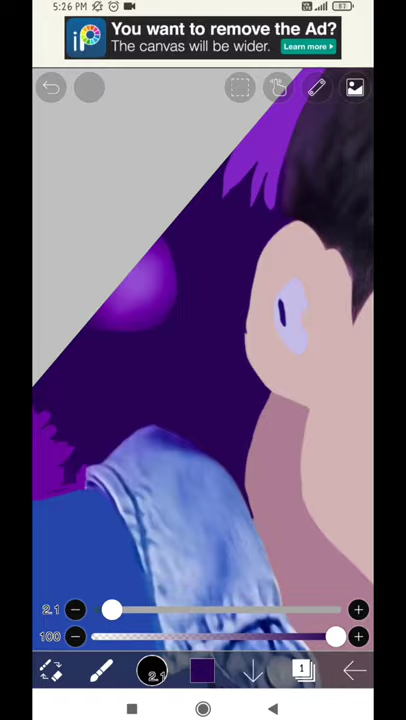 5:26 PM
87
You want to remove the Ad?
The canvas will be wider.
Learn more
2.1
100
2.1
1